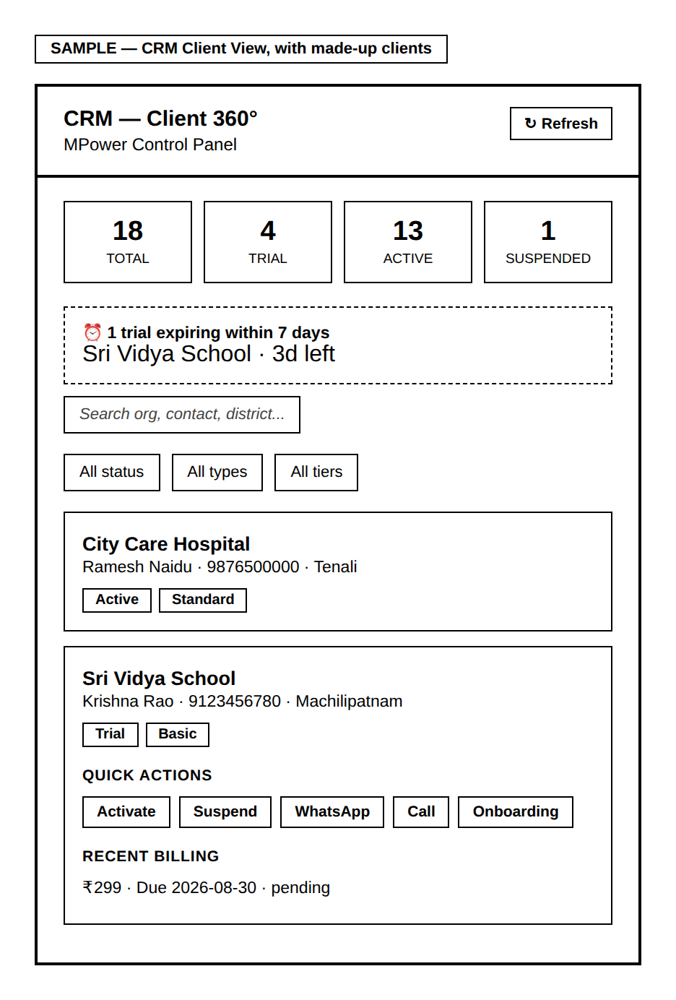 SAMPLE — CRM Client View, with made-up clients
CRM — Client 360°
MPower Control Panel
↻ Refresh
18
TOTAL
4
TRIAL
13
ACTIVE
1
SUSPENDED
⏰ 1 trial expiring within 7 days
Sri Vidya School · 3d left
Search org, contact, district...
All status
All types
All tiers
City Care Hospital
Ramesh Naidu · 9876500000 · Tenali
Active
Standard
Sri Vidya School
Krishna Rao · 9123456780 · Machilipatnam
Trial
Basic
QUICK ACTIONS
Activate
Suspend
WhatsApp
Call
Onboarding
RECENT BILLING
₹299 · Due 2026-08-30 · pending